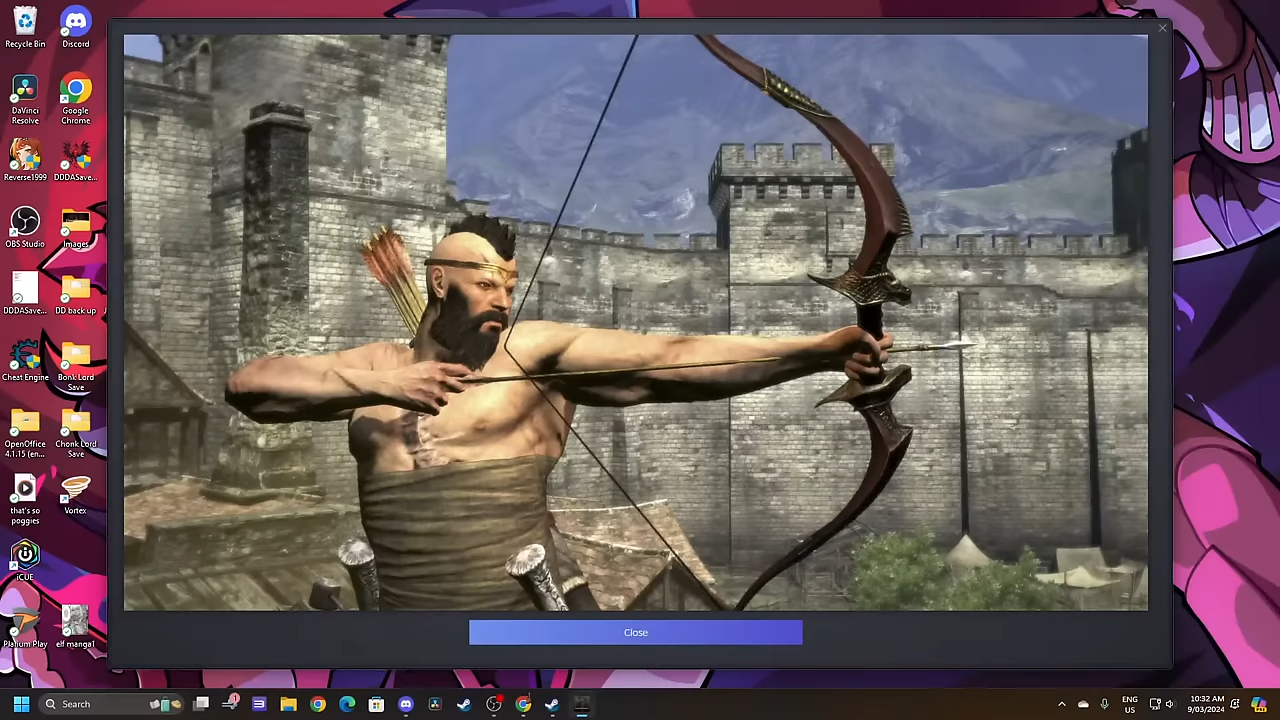 Recycle Bin
Discord
DaVinci
Resolve
Google
Chrome
Reverse1999
DDDASave...
OBS Studio
Images
DDDASave...
DD back up
Cheat Engine
Bonk Lord
Save
OpenOffice
4.1.15 (en...
Chonk Lord
Save
that's so
poggies
Vortex
iCUE
Plarium Play
elf manga1
Close
Search
ENG
US
10:32 AM
9/03/2024